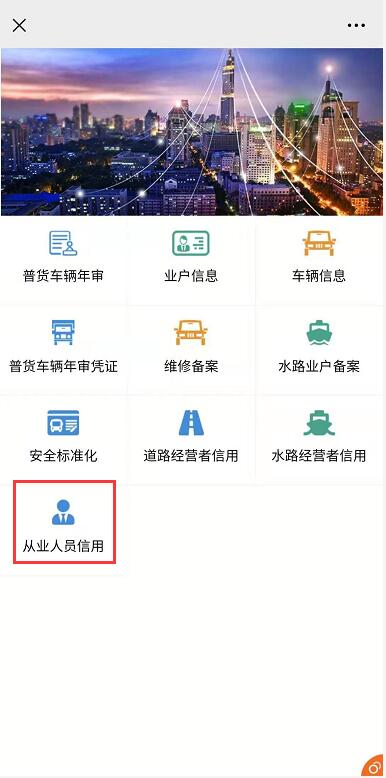 普货车辆年审
业户信息
车辆信息
普货车辆年审凭证
维修备案
水路业户备案
安全标准化
道路经营者信用
水路经营者信用
从业人员信用